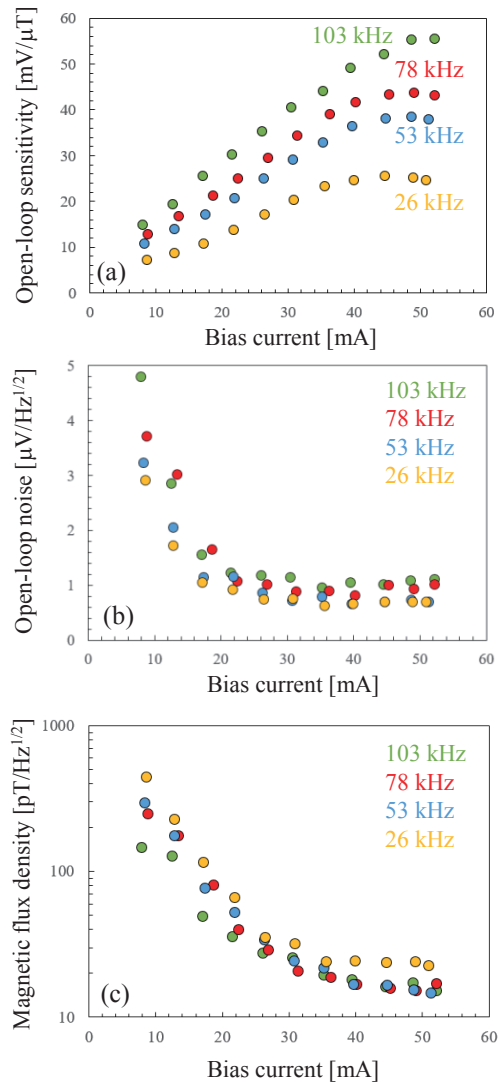 Open-loop sensitivity [mV/μT]
60
50
40
30
20
10
0
103 kHz
78 kHz
53 kHz
26 kHz
(a)
0 10 20 30 40 50 60
Bias current [mA]
Open-loop noise [μV/Hz1/2]
5
4
3
2
1
0
103 kHz
78 kHz
53 kHz
26 kHz
(b)
0 10 20 30 40 50 60
Bias current [mA]
Magnetic flux density [pT/Hz1/2]
1000
100
10
103 kHz
78 kHz
53 kHz
26 kHz
(c)
0 10 20 30 40 50 60
Bias current [mA]